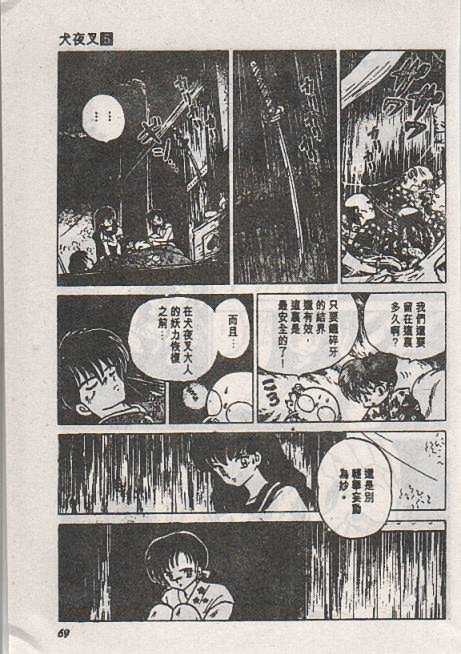 犬夜叉5
ザザザ
……
我們還要
留在這裏
多久啊?
只要鐵碎牙
的結界
還有效,
這裏是
最安全的了!
而且…
在犬夜叉大人
的妖力恢復
之前…
還是別
輕舉妄動
為妙。
69